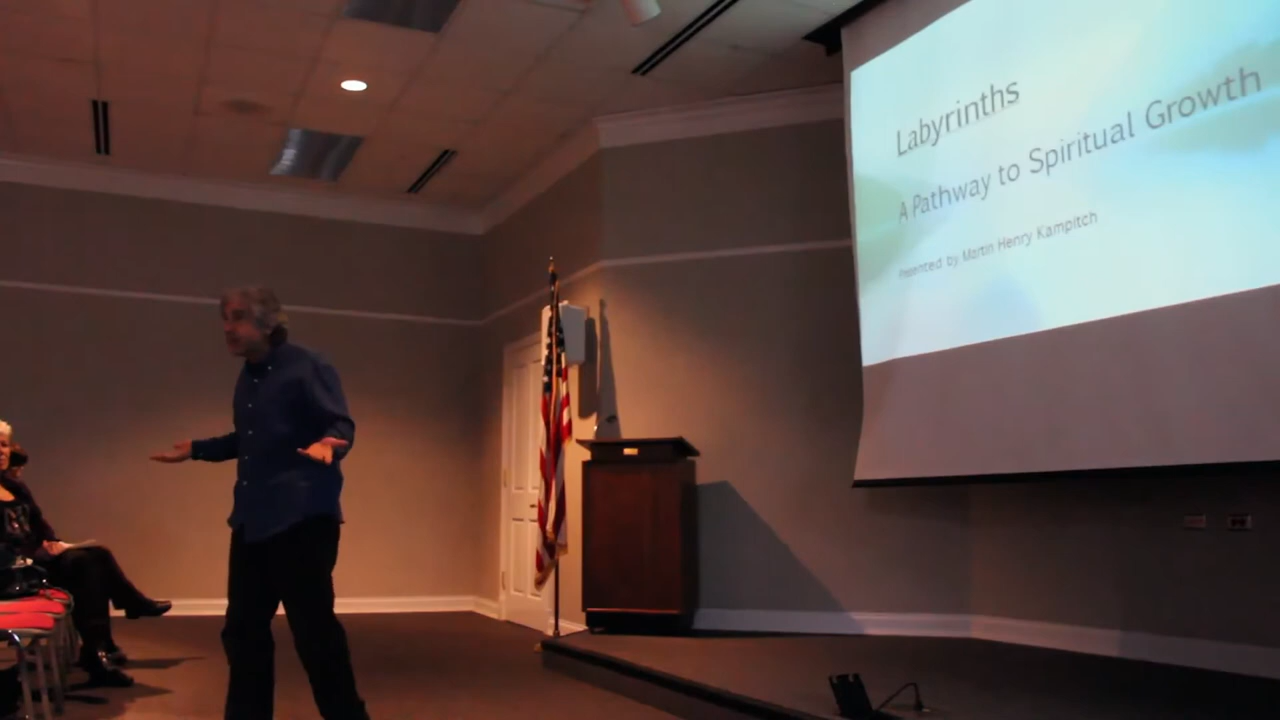 Labyrinths
A Pathway to Spiritual Growth
Presented by Martin Henry Kampitch